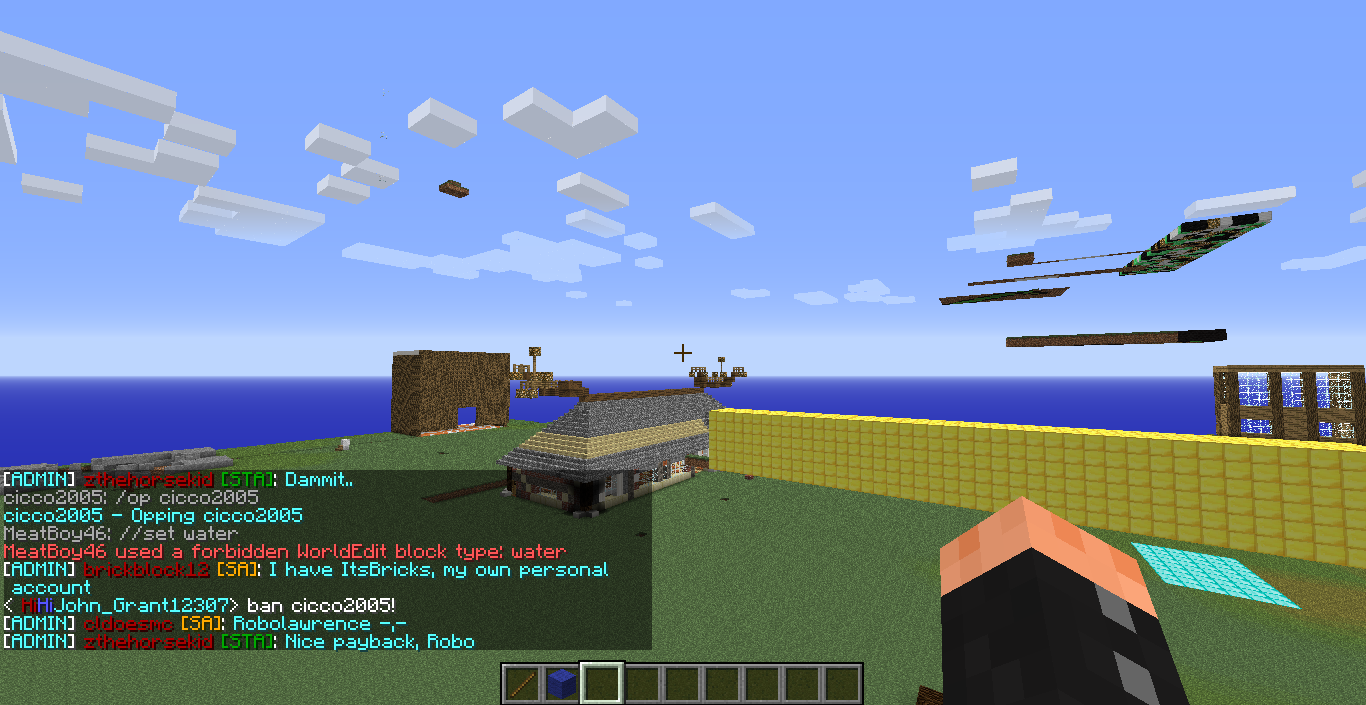 [ADMIN] zthehorsekid [STA]: Dammit..
cicco2005: /op cicco2005
cicco2005 - Opping cicco2005
MeatBoy46: //set water
MeatBoy46 used a forbidden WorldEdit block type: water
[ADMIN] brickblock12 [SA]: I have ItsBricks, my own personal
account
< HiHiJohn_Grant12307> ban cicco2005!
[ADMIN] cldoesmc [SA]: Robolawrence -,-
[ADMIN] zthehorsekid [STA]: Nice payback, Robo